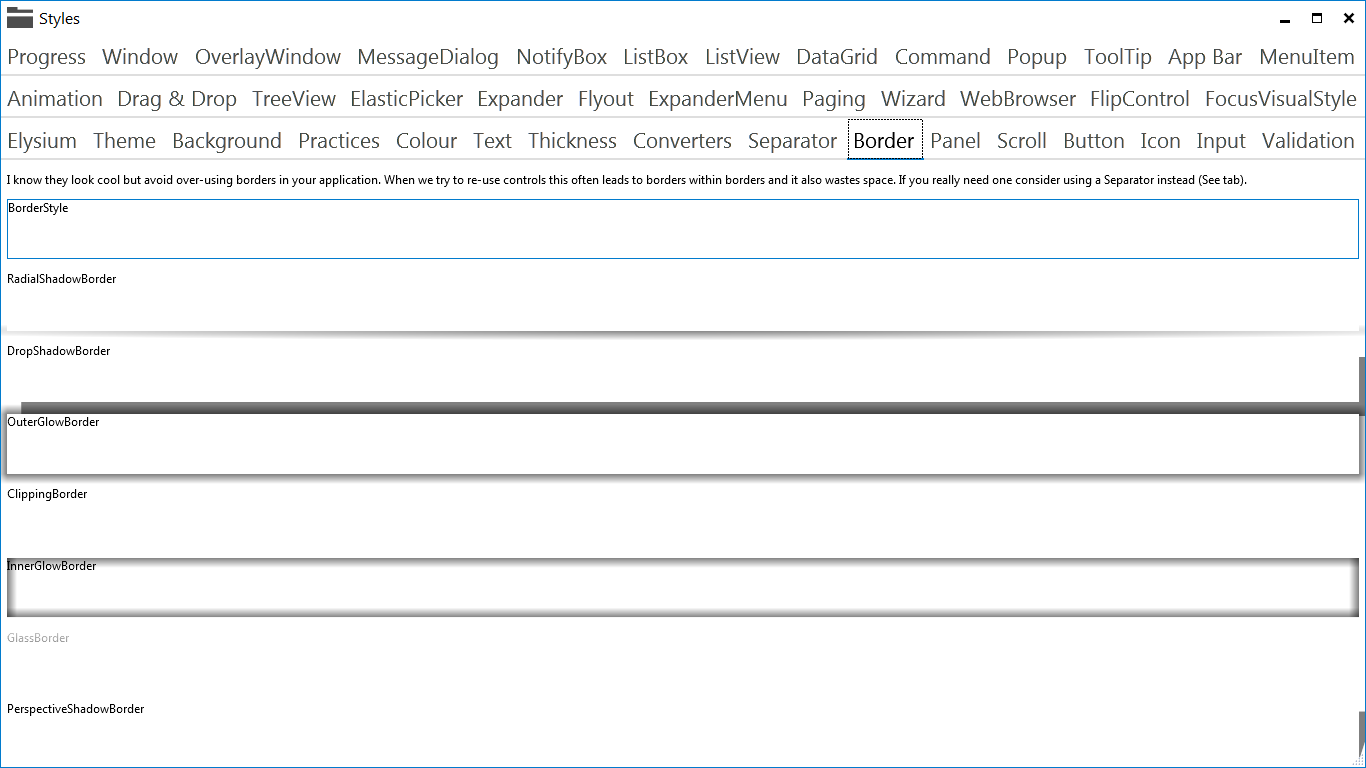 Styles
Progress Window OverlayWindow MessageDialog NotifyBox ListBox ListView DataGrid Command Popup ToolTip App Bar MenuItem
Animation Drag & Drop TreeView ElasticPicker Expander Flyout ExpanderMenu Paging Wizard WebBrowser FlipControl FocusVisualStyle
Elysium Theme Background Practices Colour Text Thickness Converters Separator Border Panel Scroll Button Icon Input Validation
I know they look cool but avoid over-using borders in your application. When we try to re-use controls this often leads to borders within borders and it also wastes space. If you really need one consider using a Separator instead (See tab).
BorderStyle
RadialShadowBorder
DropShadowBorder
OuterGlowBorder
ClippingBorder
InnerGlowBorder
GlassBorder
PerspectiveShadowBorder